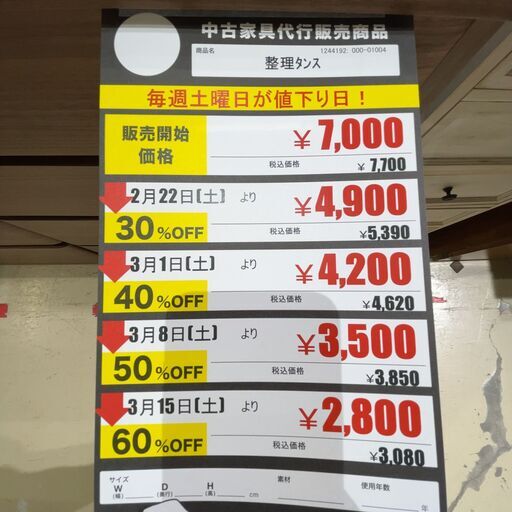 中古家具代行販売商品
商品名 1244192: 000-01004
整理ﾀﾝｽ
毎週土曜日が値下り日！
販売開始価格 ¥7,000
税込価格 ¥7,700
2月22日(土) より ¥4,900
30%OFF 税込価格 ¥5,390
3月1日(土) より ¥4,200
40%OFF 税込価格 ¥4,620
3月8日(土) より ¥3,500
50%OFF 税込価格 ¥3,850
3月15日(土) より ¥2,800
60%OFF 税込価格 ¥3,080
サイズ 素材 使用年数
W D H
(幅) (奥行) (高) cm 年